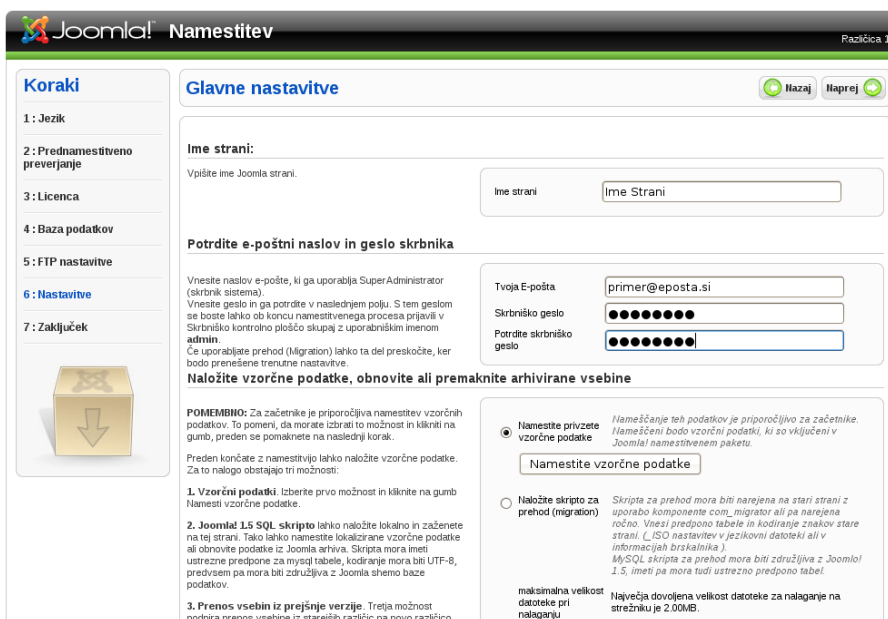 Joomla! Namestitev
Različica 1
Koraki
1 : Jezik
2 : Prednamestitveno
preverjanje
3 : Licenca
4 : Baza podatkov
5 : FTP nastavitve
6 : Nastavitve
7 : Zaključek
Glavne nastavitve
Nazaj
Naprej
Ime strani:
Vpišite ime Joomla strani.
Ime strani
Ime Strani
Potrdite e-poštni naslov in geslo skrbnika
Vnesite naslov e-pošte, ki ga uporablja SuperAdministrator
(skrbnik sistema).
Vnesite geslo in ga potrdite v naslednjem polju. S tem geslom
se boste lahko ob koncu namestitvenega procesa prijavili v
Skrbniško kontrolno ploščo skupaj z uporabniškim imenom
admin.
Če uporabljate prehod (Migration) lahko ta del preskočite, ker
bodo prenešene trenutne nastavitve.
Tvoja E-pošta
primer@eposta.si
Skrbniško geslo
Potrdite skrbniško
geslo
Naložite vzorčne podatke, obnovite ali premaknite arhivirane vsebine
POMEMBNO: Za začetnike je priporočljiva namestitev vzorčnih
podatkov. To pomeni, da morate izbrati to možnost in klikniti na
gumb, preden se pomaknete na naslednji korak.
Preden končate z namestitvijo lahko naložite vzorčne podatke.
Za to nalogo obstajajo tri možnosti:
1. Vzorčni podatki. Izberite prvo možnost in kliknite na gumb
Namesti vzorčne podatke.
2. Joomla! 1.5 SQL skripto lahko naložite lokalno in zaženete
na tej strani. Tako lahko namestite lokalizirane vzorčne podatke
ali obnovite podatke iz Joomla arhiva. Skripta mora imeti
ustrezne predpone za mysql tabele, kodiranje mora biti UTF-8,
predvsem pa mora biti združljiva z Joomla shemo baze
podatkov.
3. Prenos vsebin iz prejšnje verzije. Tretja možnost
podpira prenos vsebine iz starejših različic na novo različico
Namestite privzete
vzorčne podatke
Nameščanje teh podatkov je priporočljivo za začetnike.
Nameščeni bodo vzorčni podatki, ki so vključeni v
Joomla! namestitvenem paketu.
Namestite vzorčne podatke
Naložite skripto za
prehod (migration)
Skripta za prehod mora biti narejena na stari strani z
uporabo komponente com_migrator ali pa narejena
ročno. Vnesi predpono tabele in kodiranje znakov stare
strani. (_ISO nastavitev v jezikovni datoteki ali v
informacijah brskalnika ).
MySQL skripta za prehod mora biti združljiva z Joomlo!
1.5, imeti pa mora tudi ustrezno predpono tabel.
maksimalna velikost
datoteke pri
nalaganju
Največja dovoljena velikost datoteke za nalaganje na
strežniku je 2.00MB.